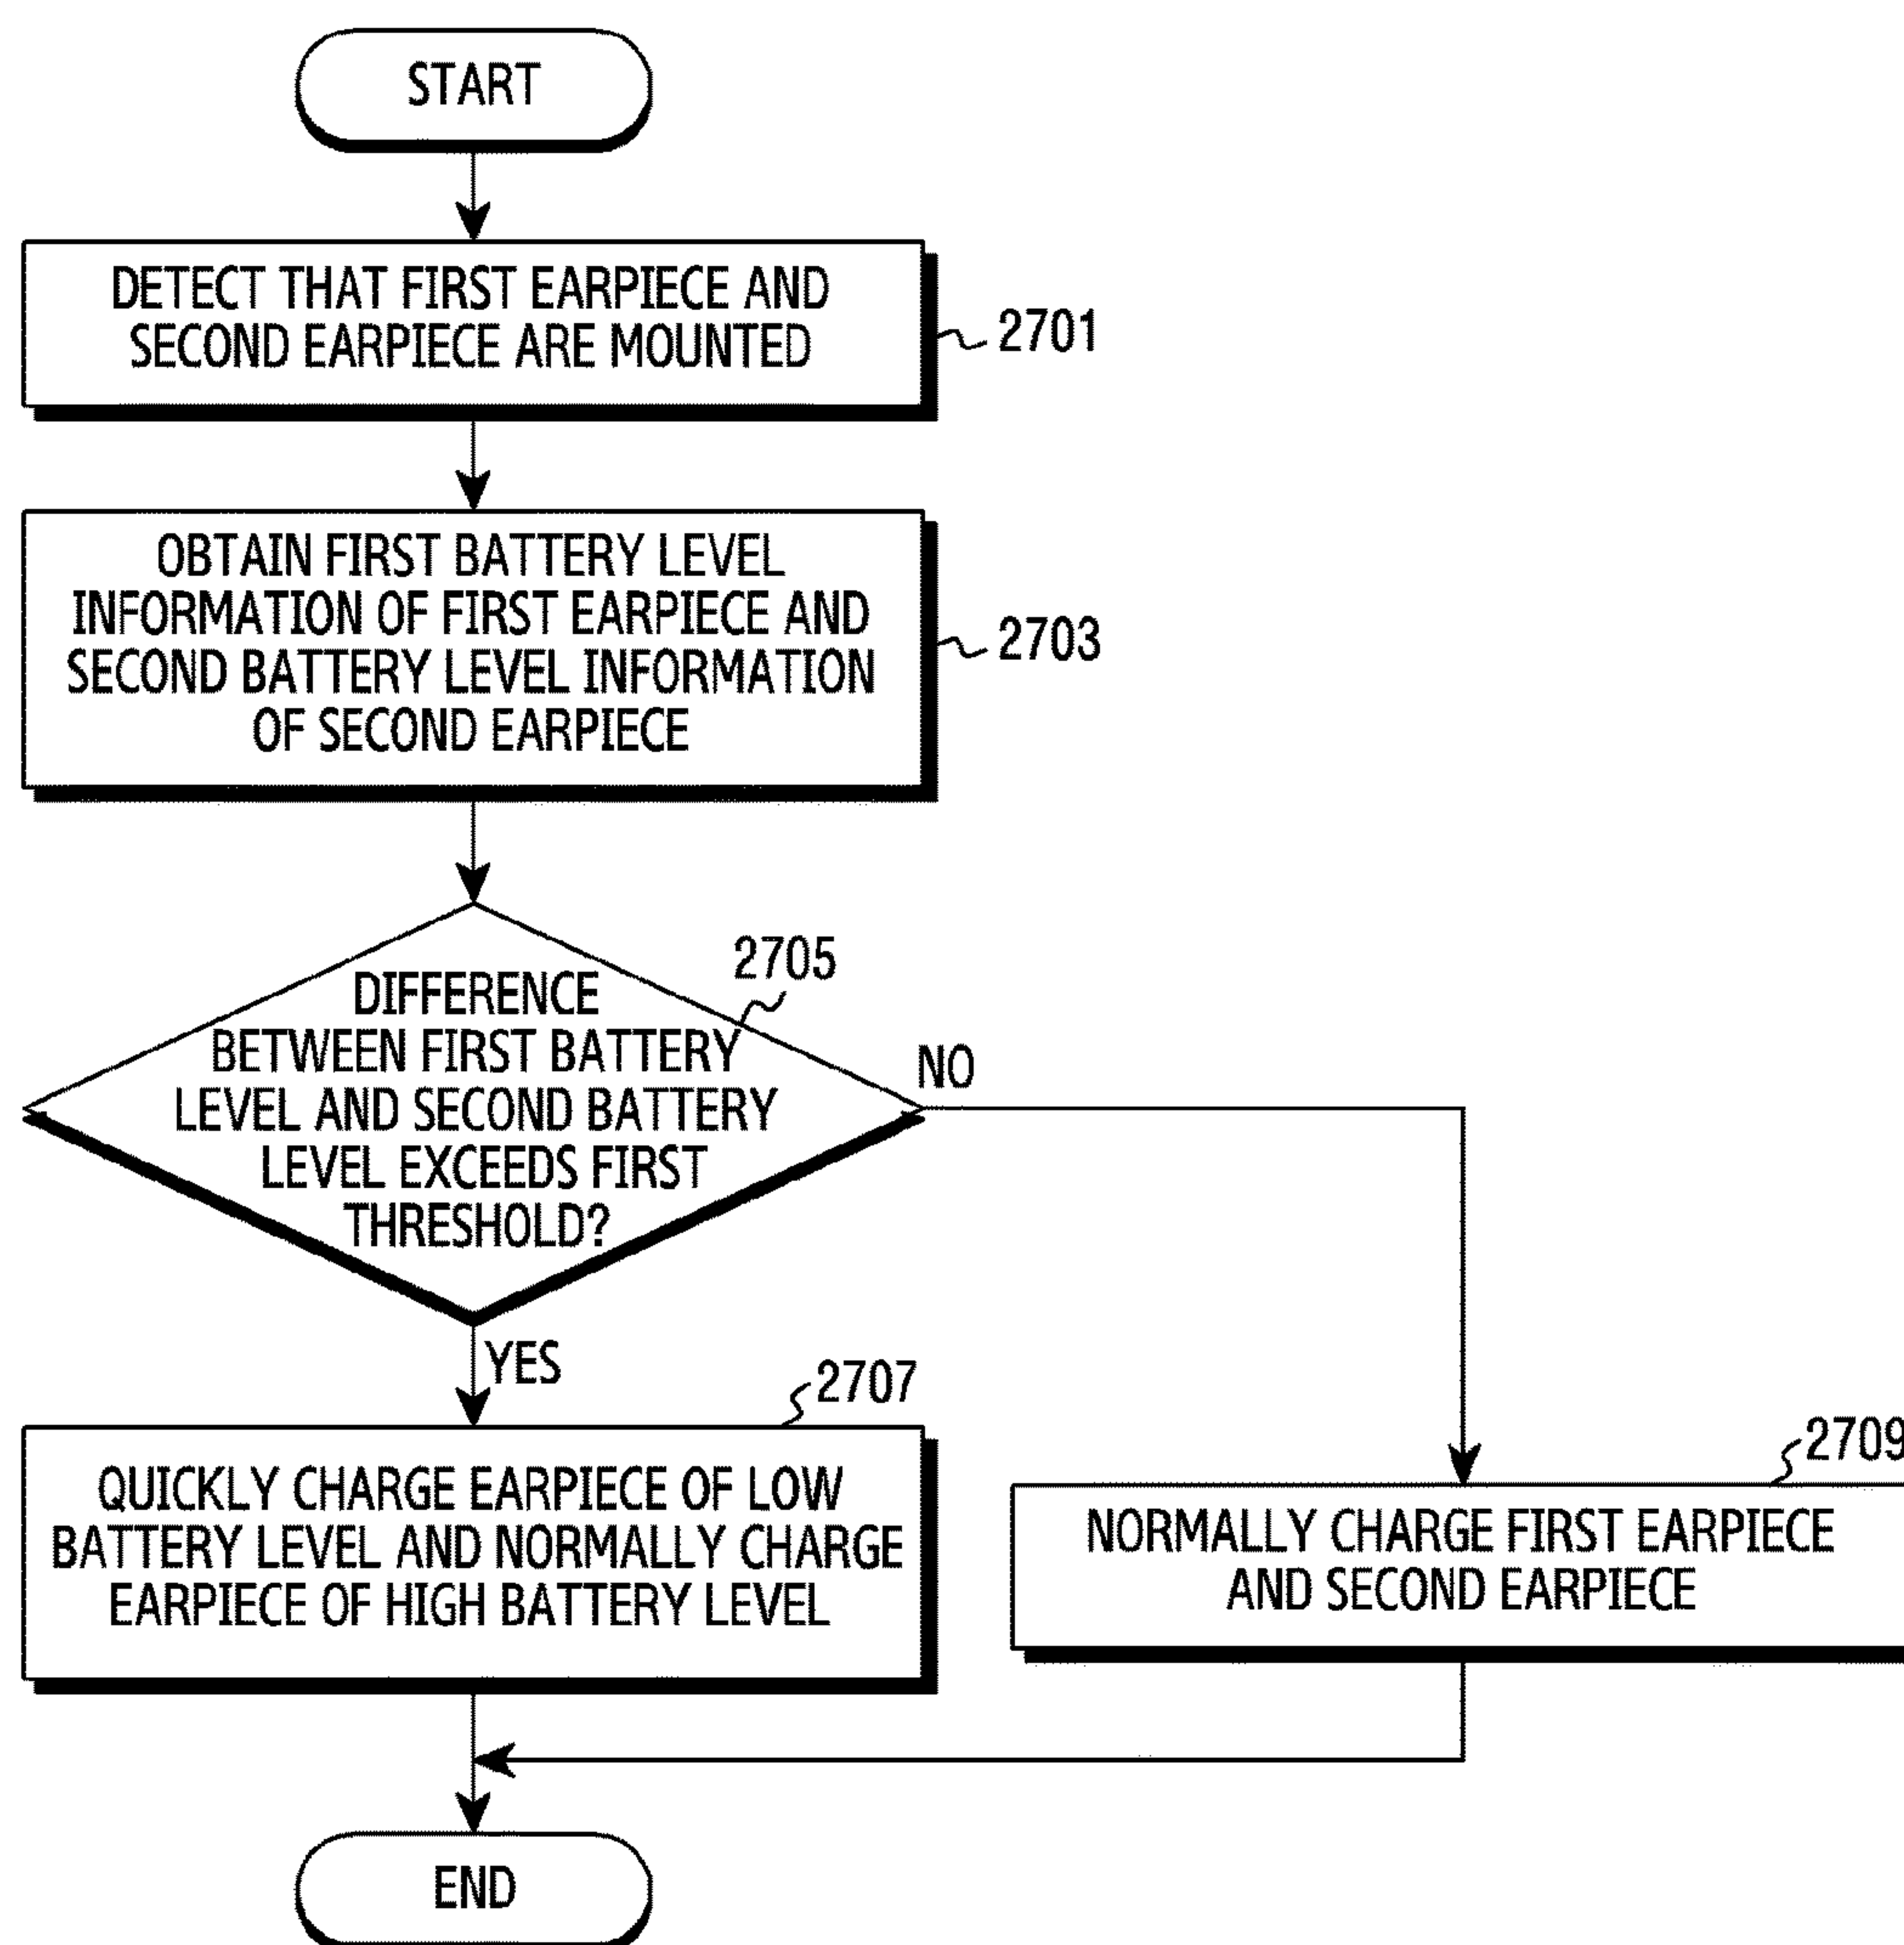 START
DETECT THAT FIRST EARPIECE AND
SECOND EARPIECE ARE MOUNTED
2701
OBTAIN FIRST BATTERY LEVEL
INFORMATION OF FIRST EARPIECE AND
SECOND BATTERY LEVEL INFORMATION
OF SECOND EARPIECE
2703
2705
DIFFERENCE
BETWEEN FIRST BATTERY
LEVEL AND SECOND BATTERY
LEVEL EXCEEDS FIRST
THRESHOLD?
NO
YES
2707
QUICKLY CHARGE EARPIECE OF LOW
BATTERY LEVEL AND NORMALLY CHARGE
EARPIECE OF HIGH BATTERY LEVEL
2709
NORMALLY CHARGE FIRST EARPIECE
AND SECOND EARPIECE
END